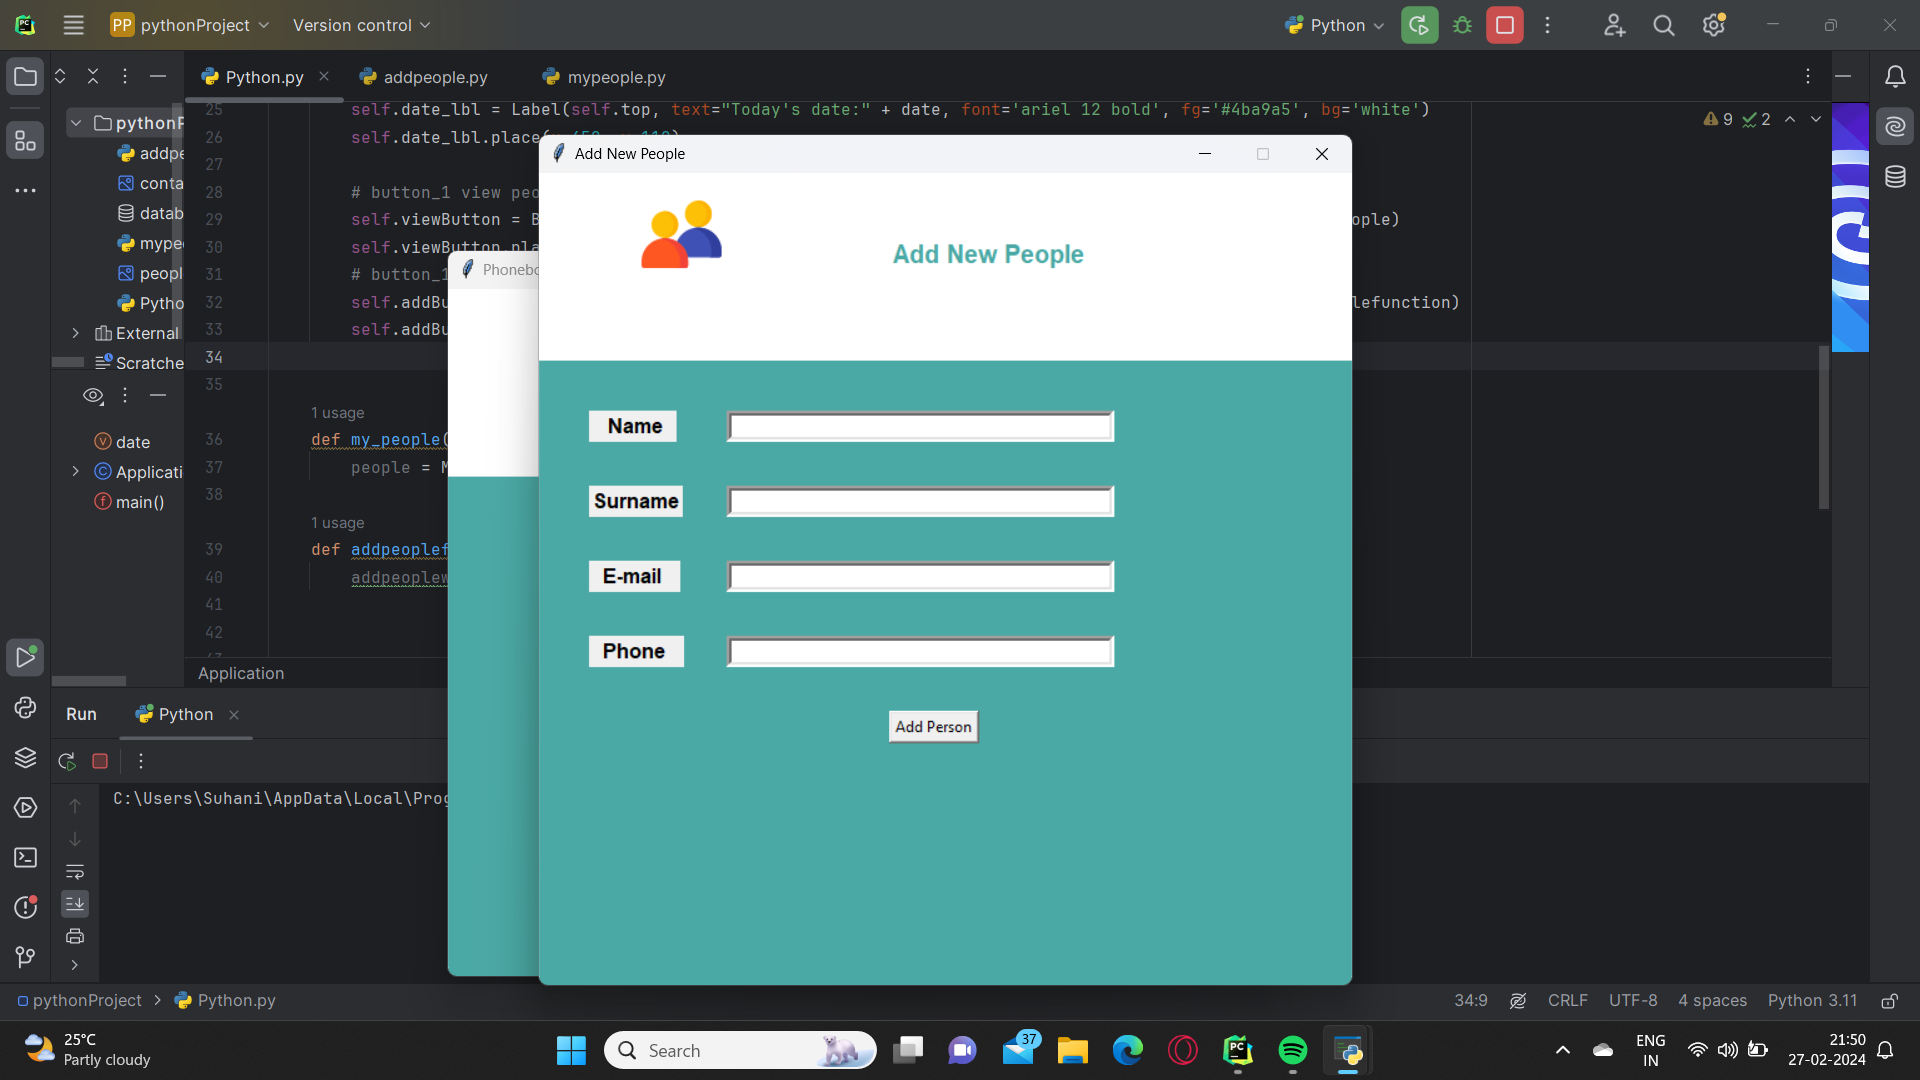 PC
PP pythonProject Version control Python
Python.py addpeople.py mypeople.py
25 self.date_lbl = Label(self.top, text="Today's date:" + date, font='ariel 12 bold', fg='#4ba9a5', bg='white')
26 self.date_lbl.place
27
28 # button_1 view peo
29 self.viewButton = B ople)
30 self.viewButton.pla
31 # button_1
32 self.addBu lefunction)
33 self.addBu
34
35
1 usage
36 def my_people(
37 people = M
38
1 usage
39 def addpeoplef
40 addpeoplew
41
42
9 2
pythonP
addpe
conta
datab
mype
peopl
Pytho
External
Scratche
date
Applicati
main()
Application
Phonebo
Add New People
Add New People
Name
Surname
E-mail
Phone
Add Person
Run Python
C:\Users\Suhani\AppData\Local\Prog
pythonProject > Python.py
34:9 CRLF UTF-8 4 spaces Python 3.11
25°C
Partly cloudy
Search
37
PC
ENG
IN
21:50
27-02-2024